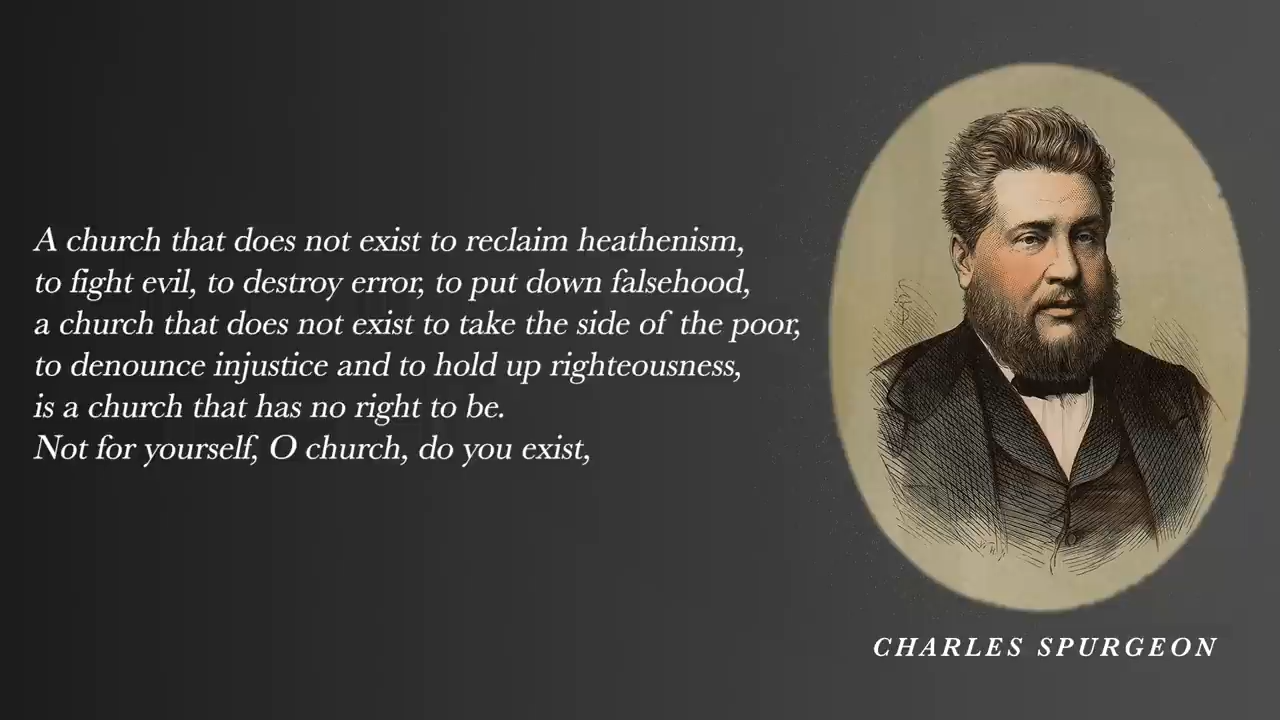 A church that does not exist to reclaim heathenism,
to fight evil, to destroy error, to put down falsehood,
a church that does not exist to take the side of the poor,
to denounce injustice and to hold up righteousness,
is a church that has no right to be.
Not for yourself, O church, do you exist,
CHARLES SPURGEON